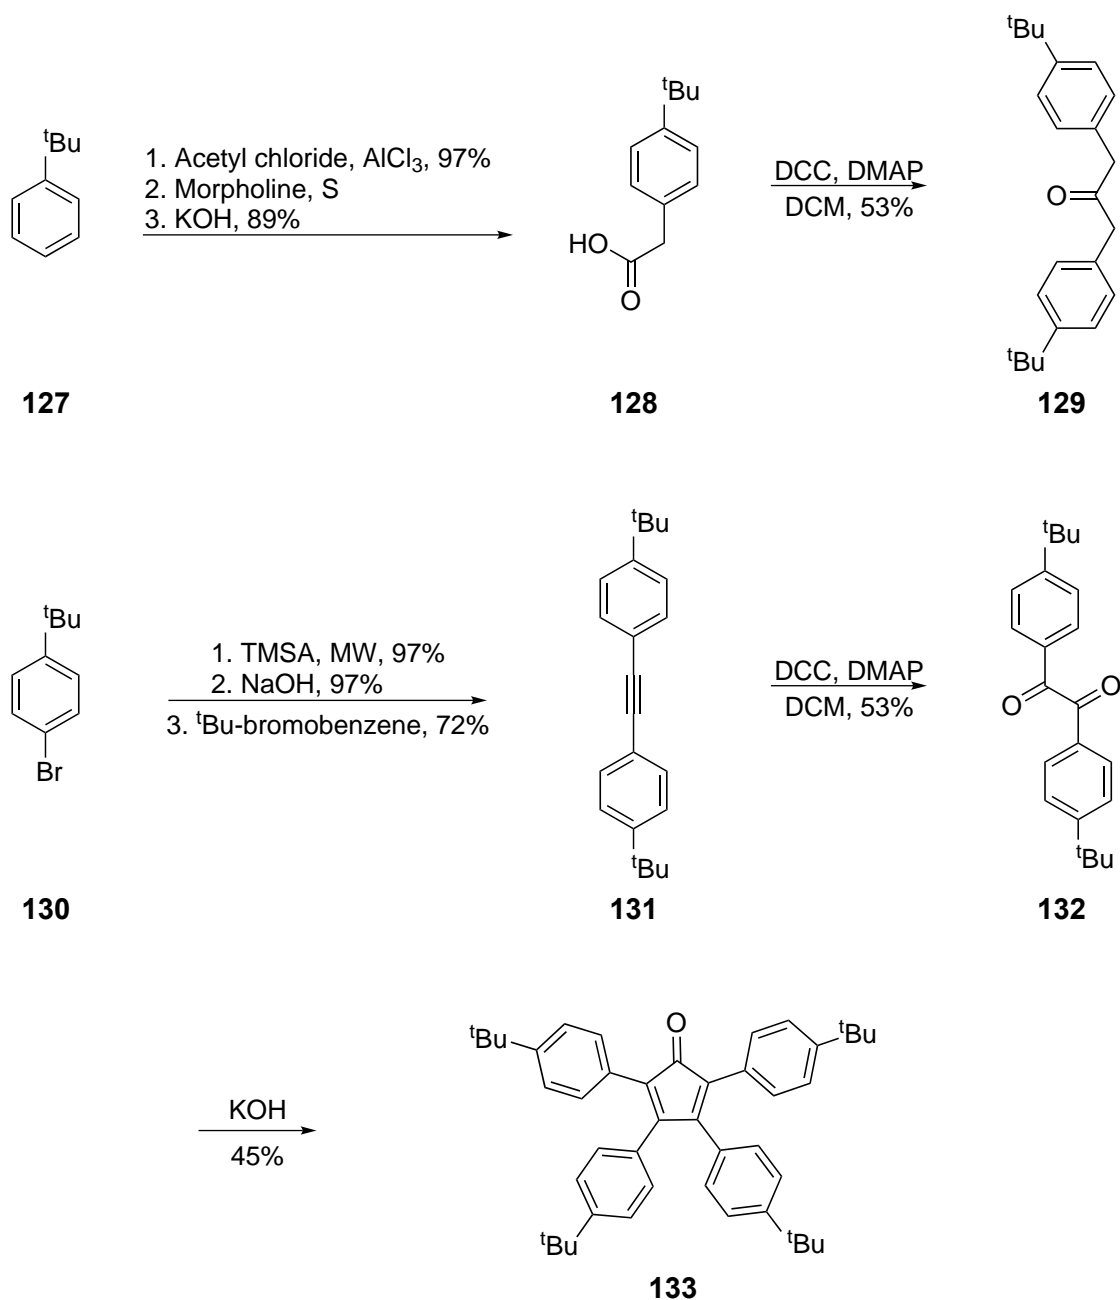 ᵗBu
1. Acetyl chloride, AlCl₃, 97%
2. Morpholine, S
3. KOH, 89%
ᵗBu
HO
O
DCC, DMAP
DCM, 53%
ᵗBu
O
ᵗBu
127
128
129
ᵗBu
Br
1. TMSA, MW, 97%
2. NaOH, 97%
3. ᵗBu-bromobenzene, 72%
ᵗBu
ᵗBu
DCC, DMAP
DCM, 53%
ᵗBu
O
O
ᵗBu
130
131
132
KOH
45%
O
ᵗBu
ᵗBu
ᵗBu
ᵗBu
133